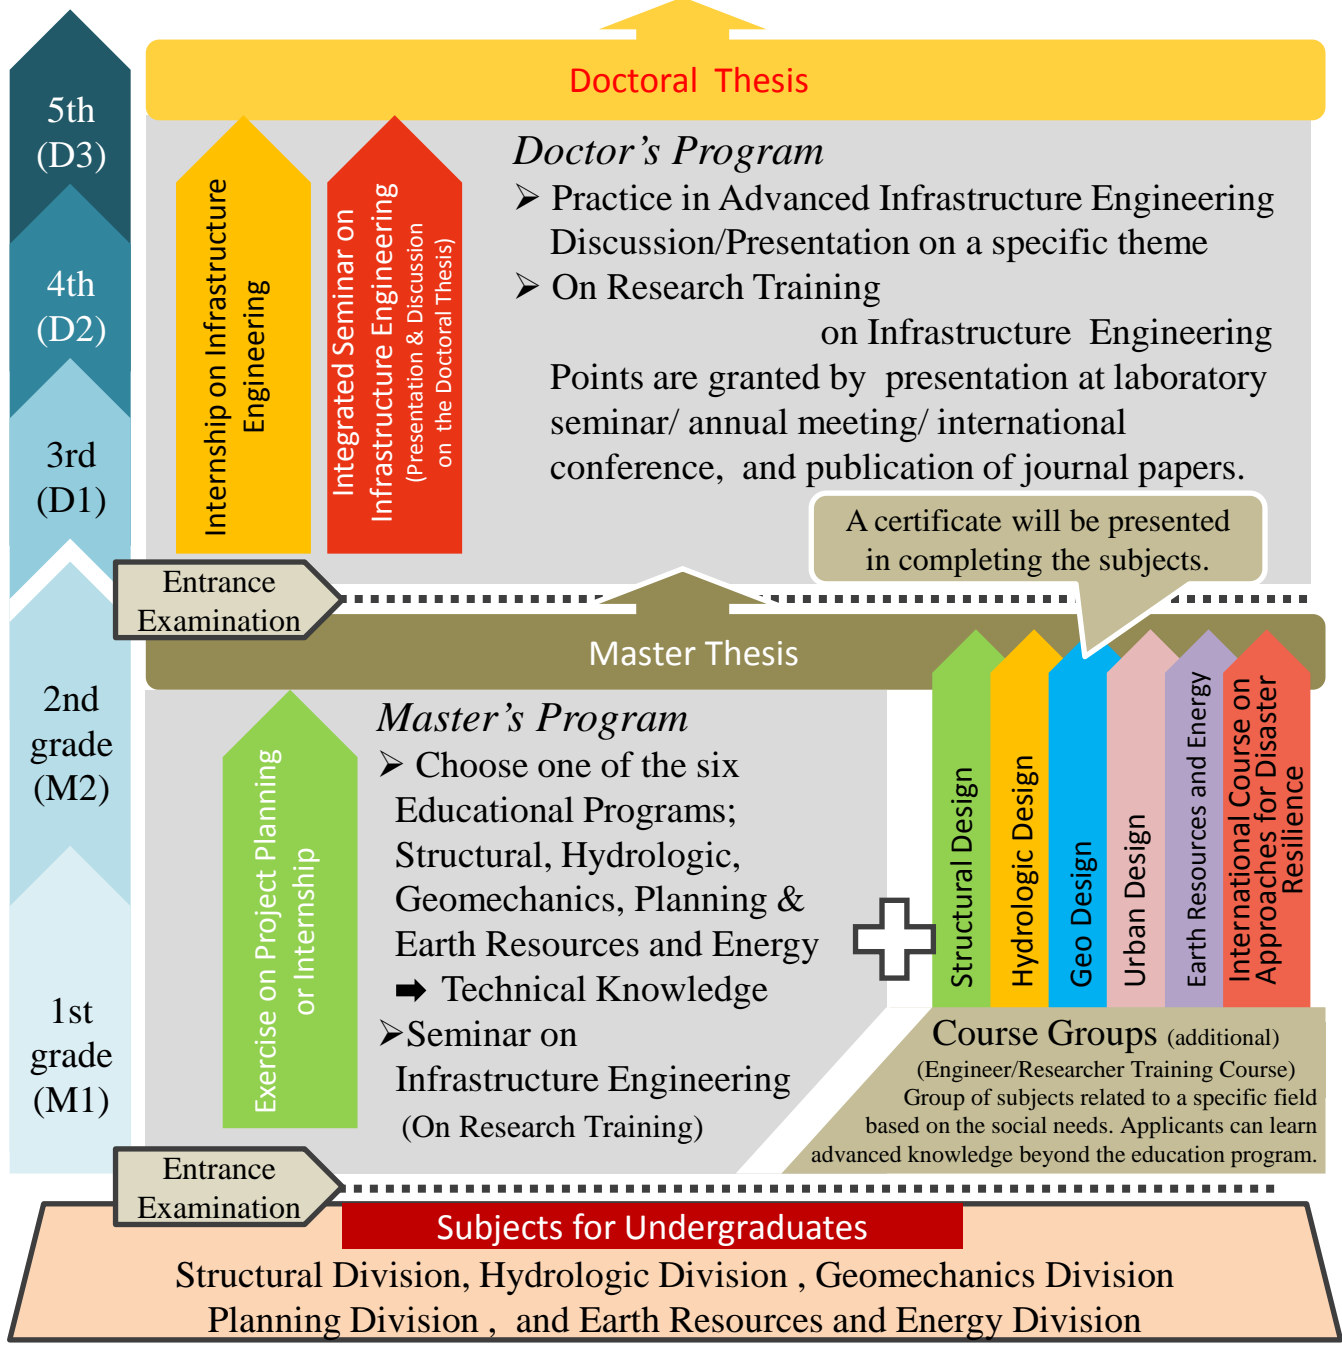 Doctoral  Thesis
5th
(D3)
4th
(D2)
3rd
(D1)
2nd
grade
(M2)
1st
grade
(M1)
Internship on Infrastructure
Engineering
Integrated Seminar on
Infrastructure Engineering
(Presentation & Discussion
on  the Doctoral Thesis)
Doctor's Program
➢ Practice in Advanced Infrastructure Engineering
Discussion/Presentation on a specific theme
➢ On Research Training
on Infrastructure  Engineering
Points are granted by  presentation at laboratory
seminar/ annual meeting/ international
conference,  and publication of journal papers.
A certificate will be presented
in completing the subjects.
Entrance
Examination
Master Thesis
Exercise on Project Planning
or Internship
Master's Program
➢ Choose one of the six
Educational Programs;
Structural, Hydrologic,
Geomechanics, Planning &
Earth Resources and Energy
➡ Technical Knowledge
➢Seminar on
Infrastructure Engineering
(On Research Training)
Structural Design
Hydrologic Design
Geo Design
Urban Design
Earth Resources and Energy
International Course on
Approaches for Disaster
Resilience
Course Groups (additional)
(Engineer/Researcher Training Course)
Group of subjects related to a specific field
based on the social needs. Applicants can learn
advanced knowledge beyond the education program.
Entrance
Examination
Subjects for Undergraduates
Structural Division, Hydrologic Division , Geomechanics Division
Planning Division ,  and Earth Resources and Energy Division